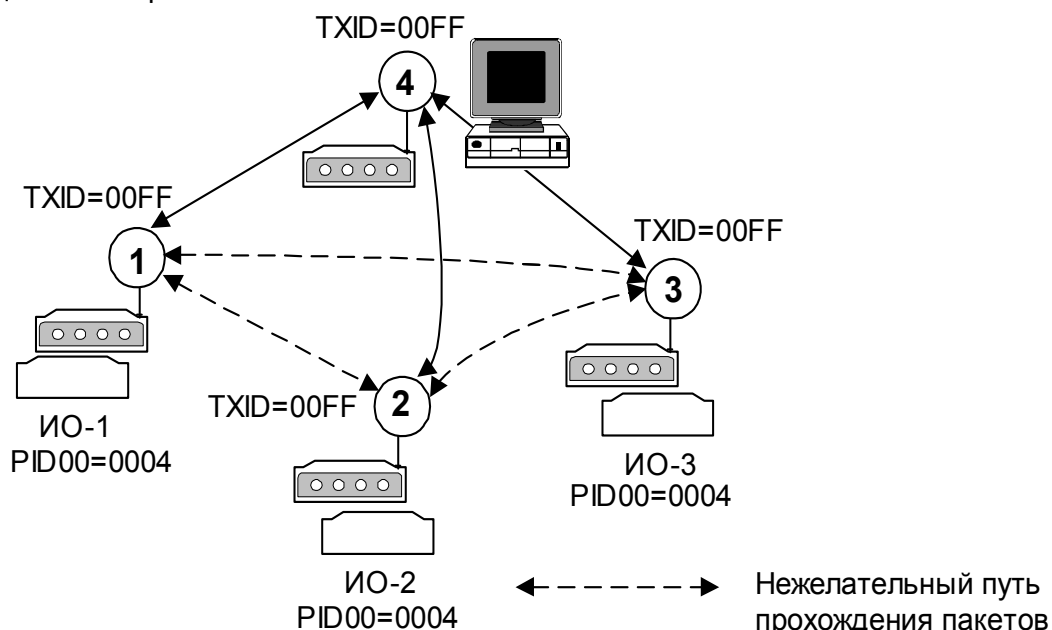 TXID=00FF
4
TXID=00FF
1
TXID=00FF
3
TXID=00FF
2
ИО-1
PID00=0004
ИО-3
PID00=0004
ИО-2
PID00=0004
Нежелательный путь
прохождения пакетов